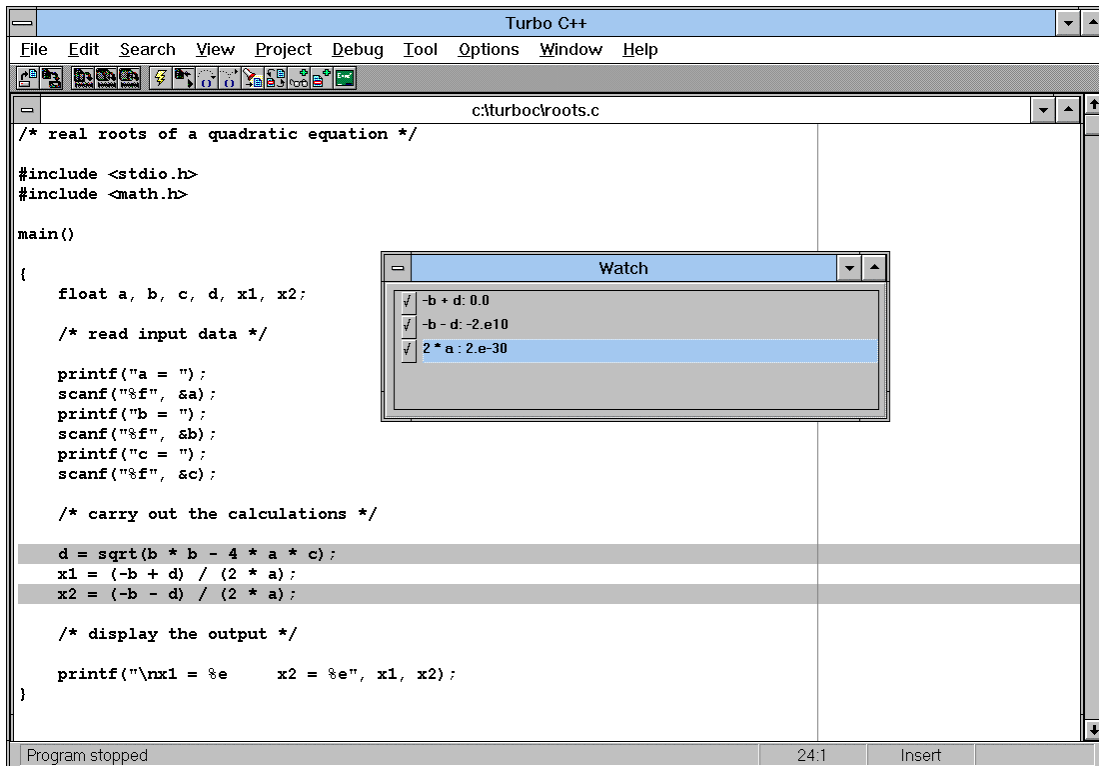 Turbo C++
File Edit Search View Project Debug Tool Options Window Help
c:\turboc\roots.c
/* real roots of a quadratic equation */
#include <stdio.h>
#include <math.h>
main()
{
float a, b, c, d, x1, x2;
/* read input data */
printf("a = ");
scanf("%f", &a);
printf("b = ");
scanf("%f", &b);
printf("c = ");
scanf("%f", &c);
/* carry out the calculations */
d = sqrt(b * b - 4 * a * c);
x1 = (-b + d) / (2 * a);
x2 = (-b - d) / (2 * a);
/* display the output */
printf("\nx1 = %e     x2 = %e", x1, x2);
}
Watch
-b + d: 0.0
-b - d: -2.e10
2 * a : 2.e-30
Program stopped 24:1 Insert